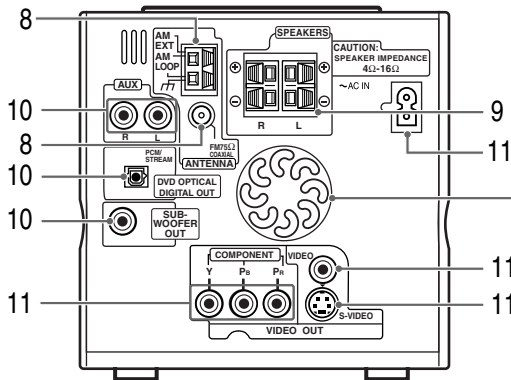 8
AM
EXT
AM
LOOP
SPEAKERS
CAUTION:
SPEAKER IMPEDANCE
4Ω-16Ω
⊕ ⊕
⊖ ⊖
R L
9
~AC IN
11
AUX
10
R L
8
FM75Ω
COAXIAL
ANTENNA
PCM/
STREAM
10
DVD OPTICAL
DIGITAL OUT
10
SUB-
WOOFER
OUT
COMPONENT
Y PB PR
VIDEO
11
11
S-VIDEO
11
VIDEO OUT